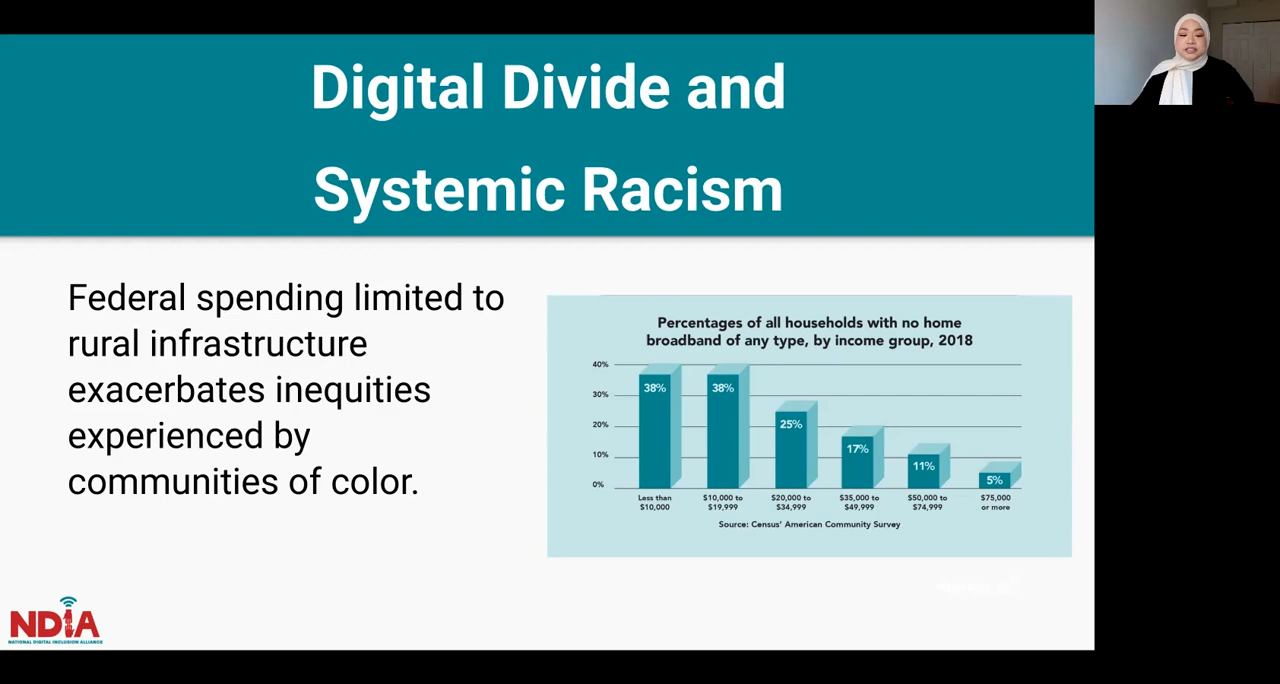 Digital Divide and
Systemic Racism
Federal spending limited to
rural infrastructure
exacerbates inequities
experienced by
communities of color.
Percentages of all households with no home
broadband of any type, by income group, 2018
40%
30%
20%
10%
0%
38%
38%
25%
17%
11%
5%
Less than
$10,000
$10,000 to
$19,999
$20,000 to
$34,999
$35,000 to
$49,999
$50,000 to
$74,999
$75,000
or more
Source: Census' American Community Survey
NDIA
NATIONAL DIGITAL INCLUSION ALLIANCE